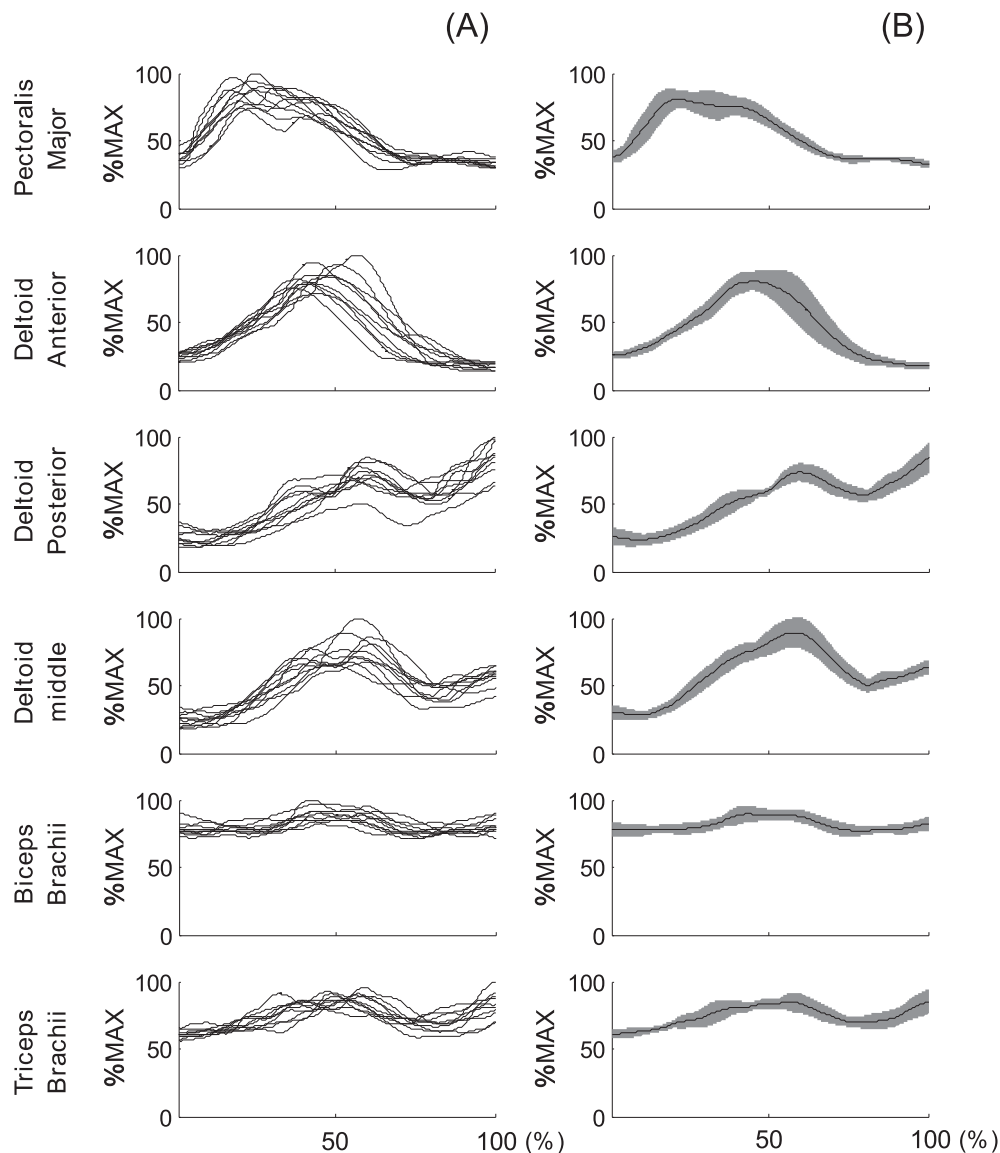 (A)
(B)
Pectoralis
Major
%MAX
100
50
0
%MAX
100
50
0
Deltoid
Anterior
%MAX
100
50
0
%MAX
100
50
0
Deltoid
Posterior
%MAX
100
50
0
%MAX
100
50
0
Deltoid
middle
%MAX
100
50
0
%MAX
100
50
0
Biceps
Brachii
%MAX
100
50
0
%MAX
100
50
0
Triceps
Brachii
%MAX
100
50
0
%MAX
100
50
0
50 100 (%)
50 100 (%)